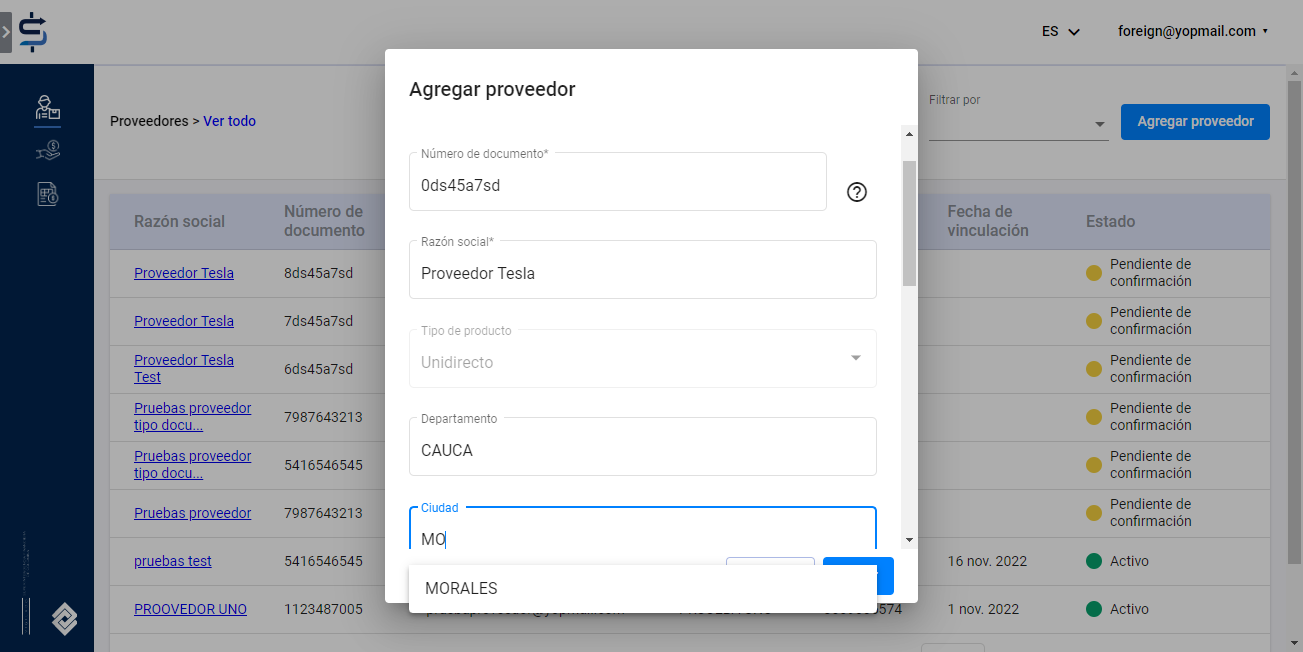 ES
foreign@yopmail.com
Agregar proveedor
Proveedores > Ver todo
Filtrar por
Agregar proveedor
Número de documento*
0ds45a7sd
Razón social*
Proveedor Tesla
Tipo de producto
Unidirecto
Departamento
CAUCA
Ciudad
MO
MORALES
Razón social
Número de
documento
Fecha de
vinculación
Estado
Proveedor Tesla
8ds45a7sd
Pendiente de
confirmación
Proveedor Tesla
7ds45a7sd
Pendiente de
confirmación
Proveedor Tesla
Test
6ds45a7sd
Pendiente de
confirmación
Pruebas proveedor
tipo docu...
7987643213
Pendiente de
confirmación
Pruebas proveedor
tipo docu...
5416546545
Pendiente de
confirmación
Pruebas proveedor
7987643213
Pendiente de
confirmación
pruebas test
5416546545
16 nov. 2022
Activo
PROOVEDOR UNO
1123487005
1 nov. 2022
Activo